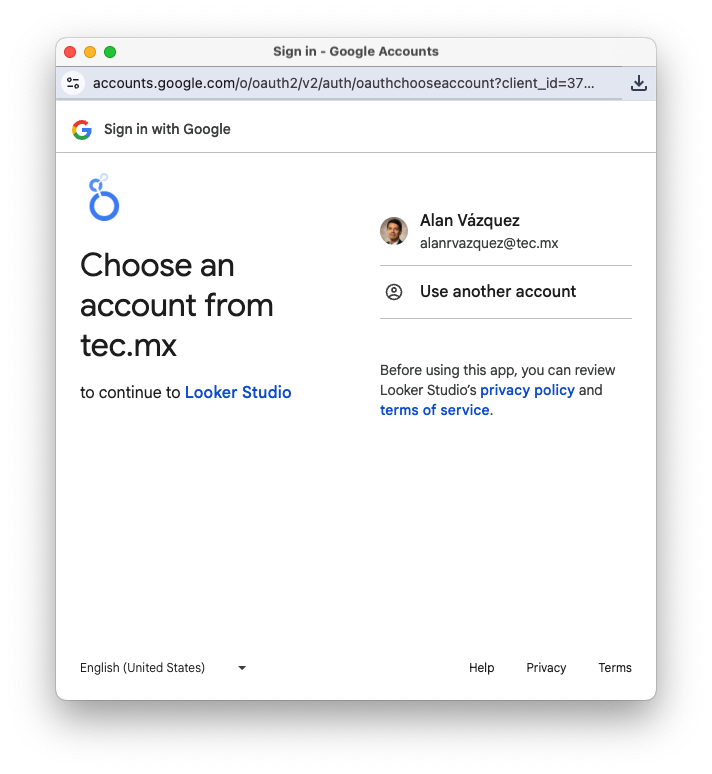 Sign in - Google Accounts
accounts.google.com/o/oauth2/v2/auth/oauthchooseaccount?client_id=37...
Sign in with Google
Choose an
account from
tec.mx
to continue to Looker Studio
Alan Vázquez
alanrvazquez@tec.mx
Use another account
Before using this app, you can review
Looker Studio’s privacy policy and
terms of service.
English (United States)
Help Privacy Terms